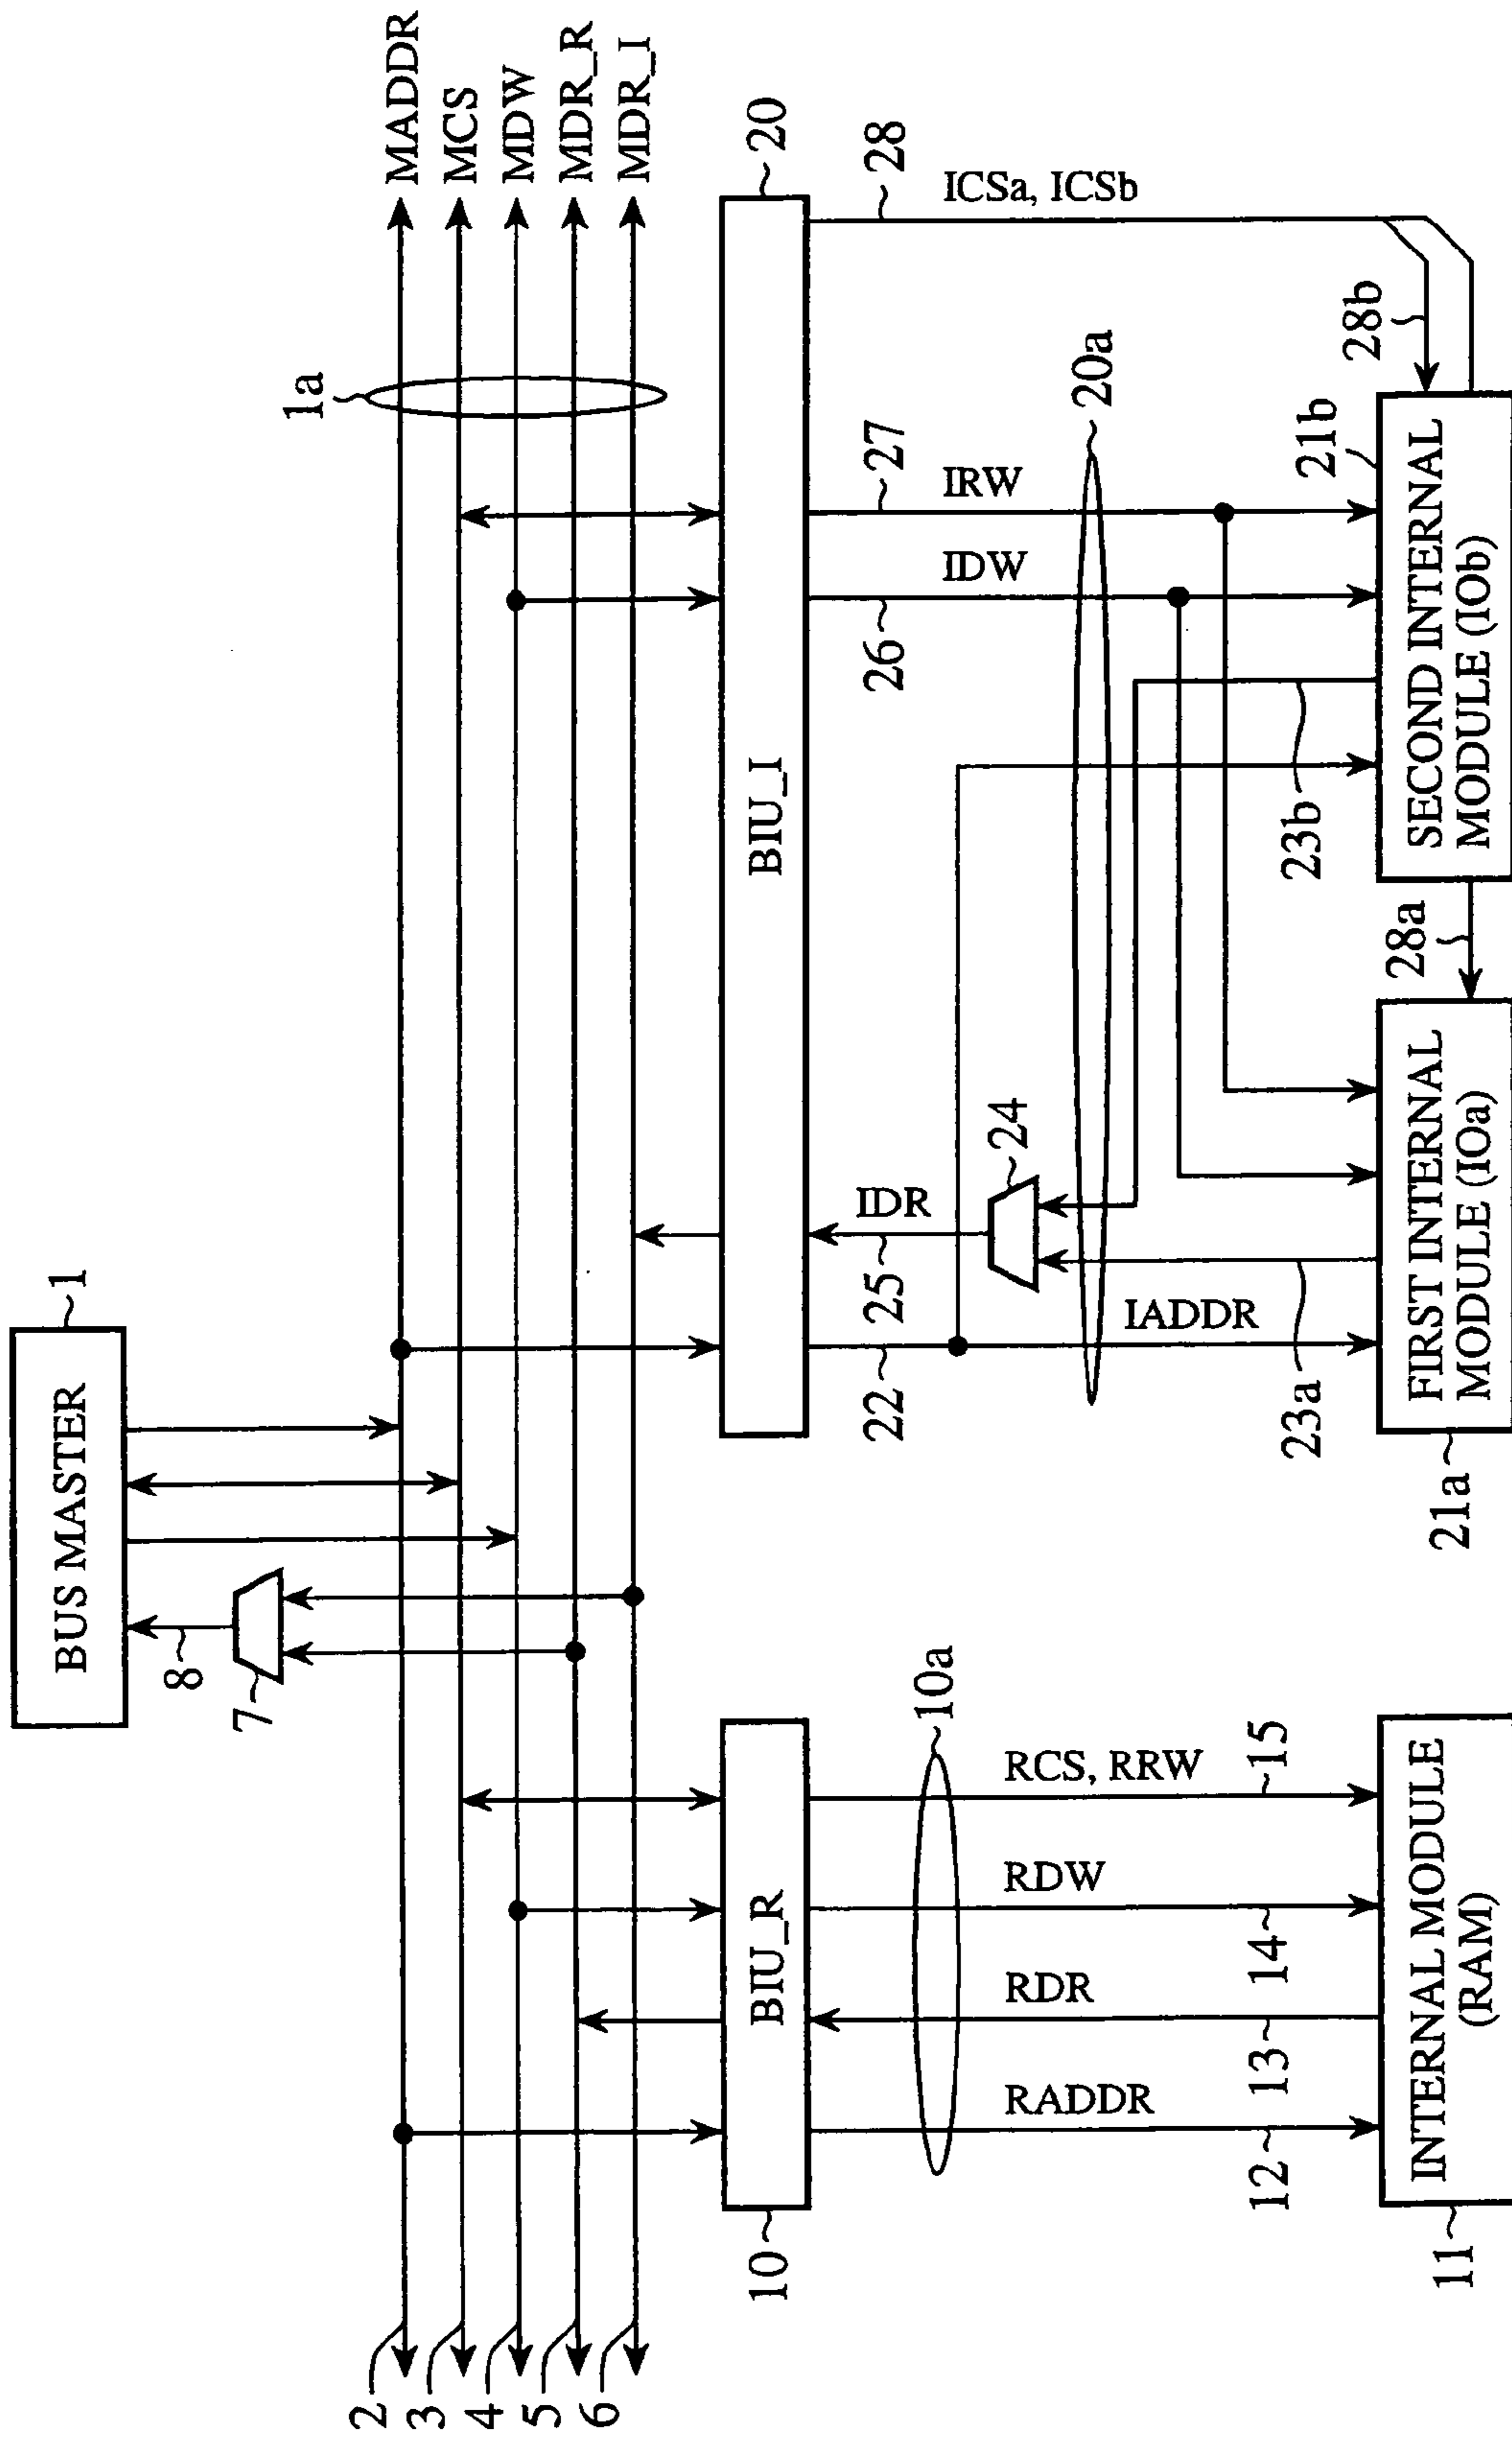 BUS MASTER
1
8
7
1a
MADDR
MCS
MDW
MDR_R
MDR_I
2
3
4
5
6
10
BIU_R
BIU_I
20
10a
RADDR
RDR
RDW
RCS, RRW
12
13
14
15
22
IADDR
25
IDR
24
20a
26
IDW
27
IRW
28
ICSa, ICSb
23a
23b
28a
28b
11
INTERNAL MODULE
(RAM)
21a
FIRST INTERNAL
MODULE (IOa)
21b
SECOND INTERNAL
MODULE (IOb)